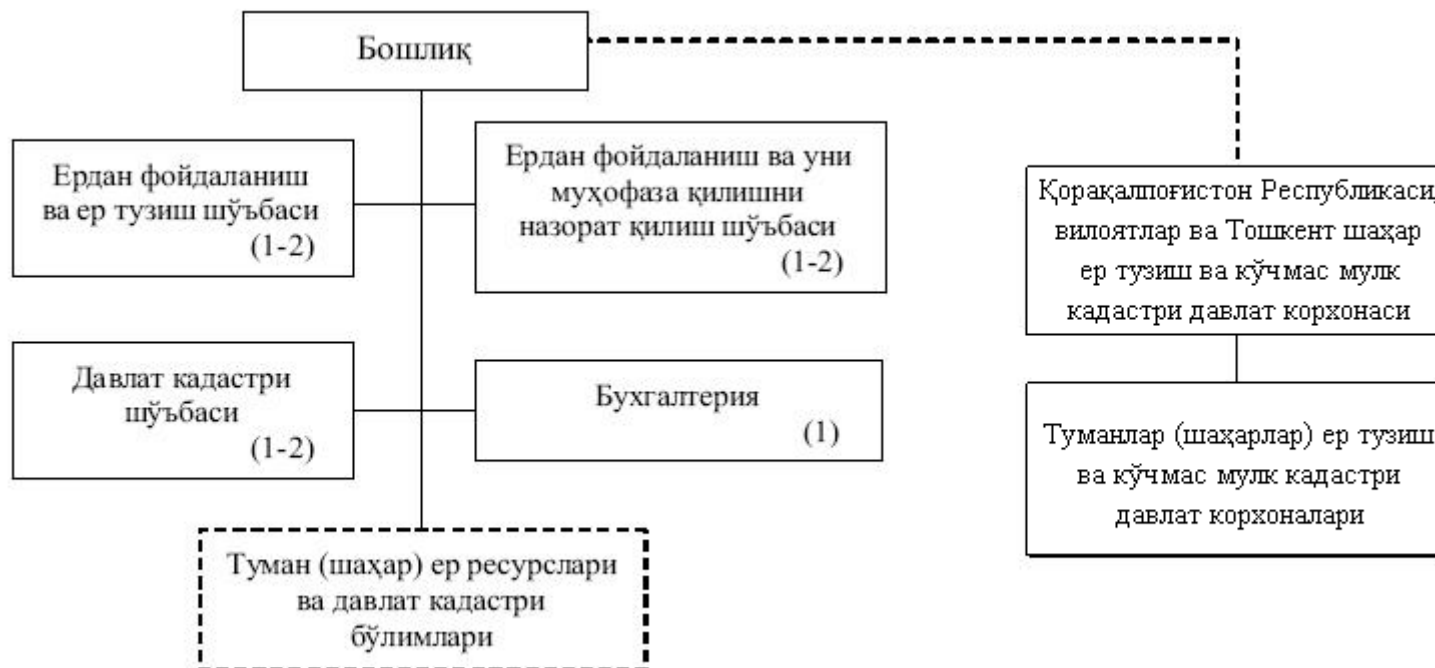 Бошлиқ
Ердан фойдаланиш
ва ер тузиш шўъбаси
(1-2)
Ердан фойдаланиш ва уни
муҳофаза қилишни
назорат қилиш шўъбаси
(1-2)
Қорақалпоғистон Республикаси,
вилоятлар ва Тошкент шаҳар
ер тузиш ва кўчмас мулк
кадастри давлат корхонаси
Давлат кадастри
шўъбаси
(1-2)
Бухгалтерия
(1)
Туманлар (шаҳарлар) ер тузиш
ва кўчмас мулк кадастри
давлат корхоналари
Туман (шаҳар) ер ресурслари
ва давлат кадастри
бўлимлари